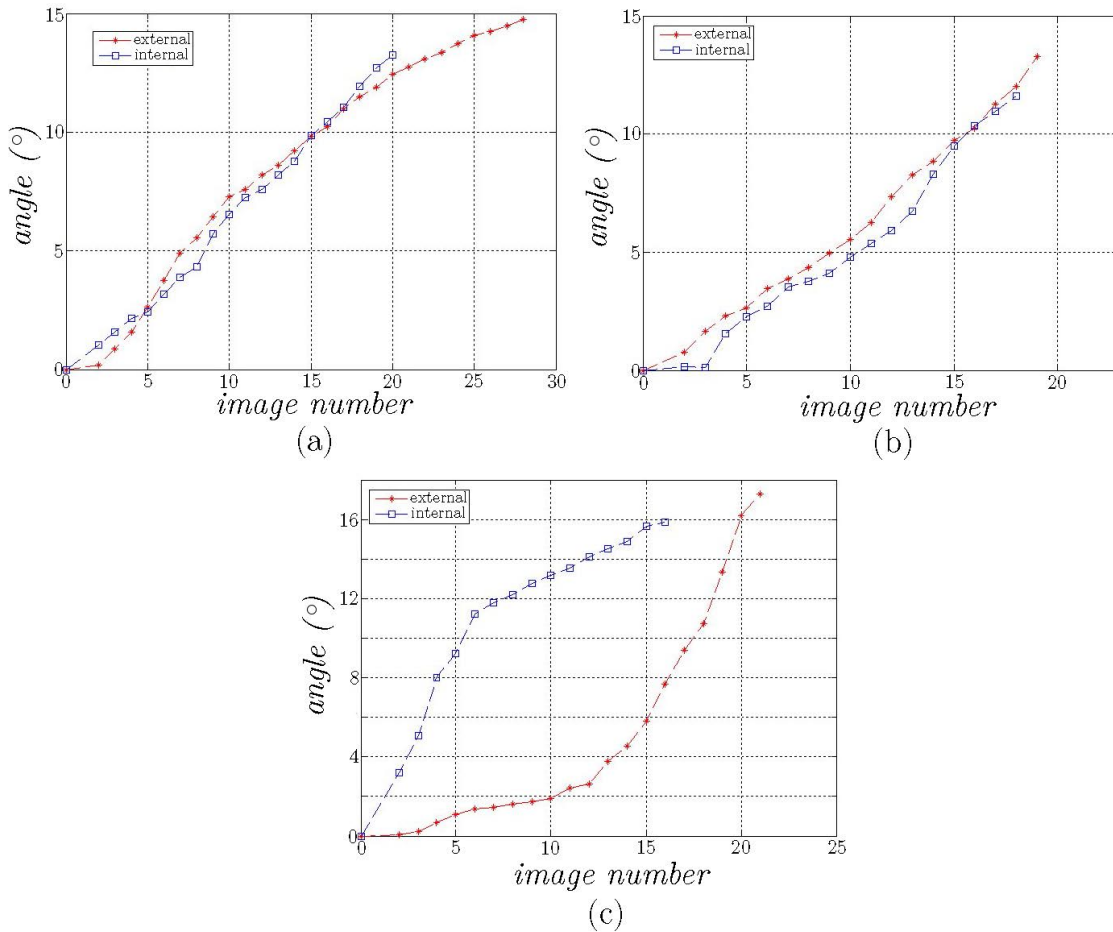 15
external
internal
10
angle (°)
5
0
0 5 10 15 20 25 30
image number
(a)
15
external
internal
10
angle (°)
5
0
0 5 10 15 20
image number
(b)
external
internal
16
12
angle (°)
8
4
0
0 5 10 15 20 25
image number
(c)